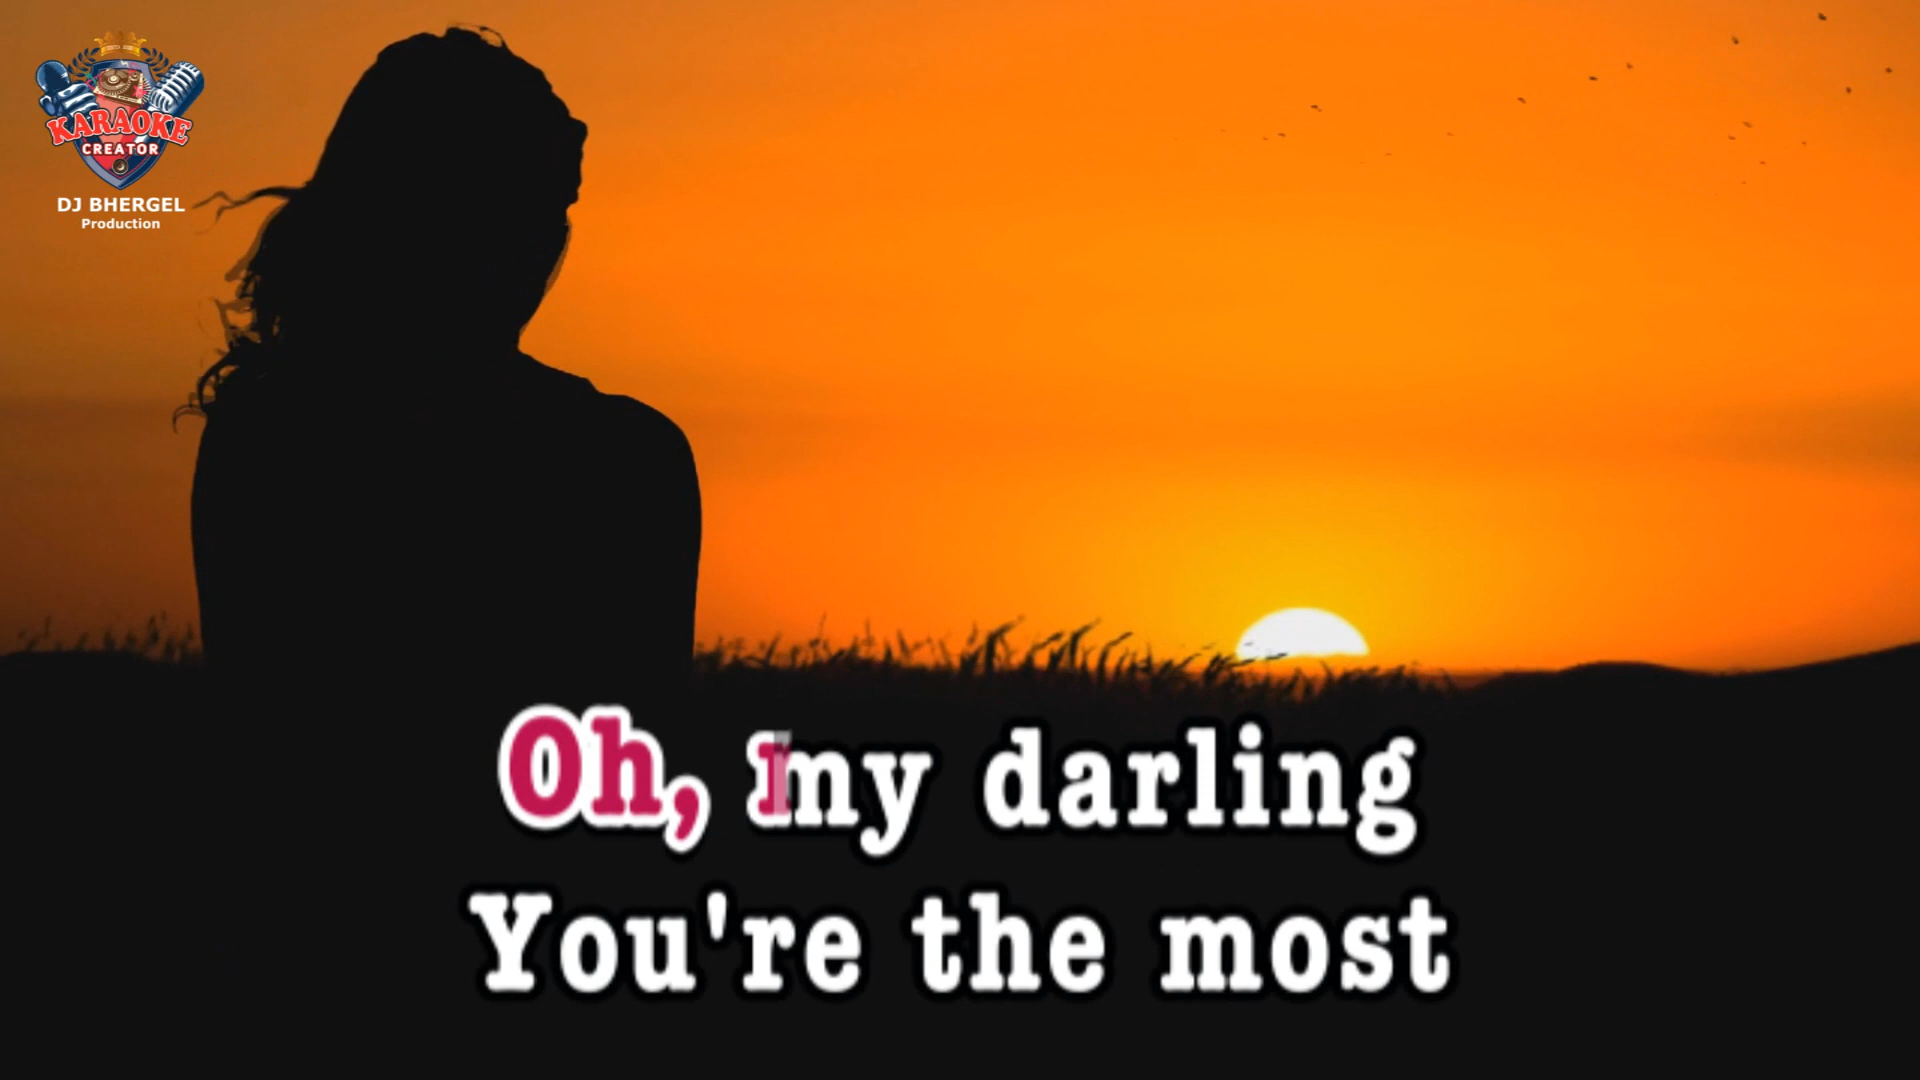 KARAOKE
CREATOR
DJ BHERGEL
Production
Oh, my darling
You're the most